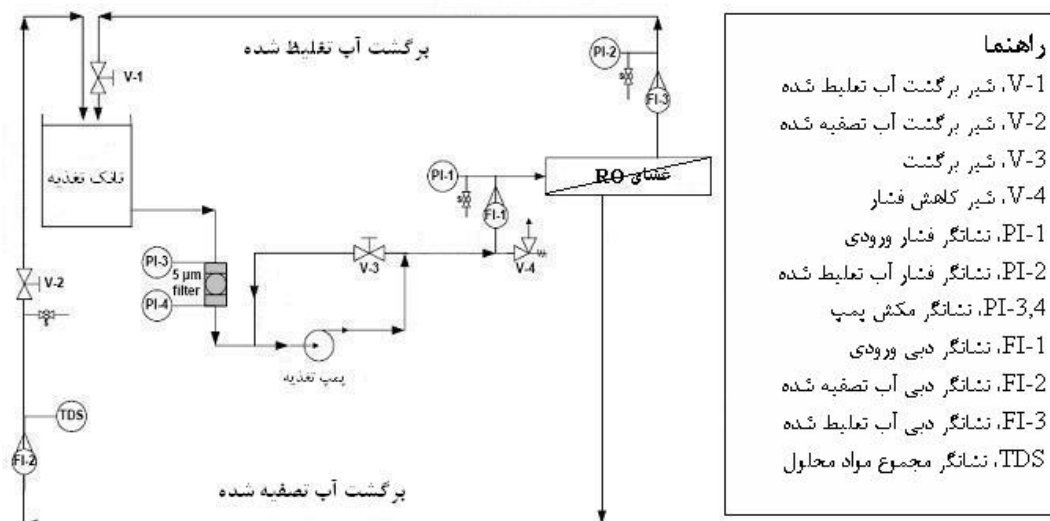 برگشت آب تغلیظ شده
V-1
PI-2
s
FI-3
تانک تغذیه
PI-1
s
FI-1
غشای RO
PI-3
5 µm
filter
PI-4
V-3
V-4
V-2
s
پمپ تغذیه
TDS
FI-2
برگشت آب تصفیه شده
راهنما
V-1، شیر برگشت آب تغلیط شده
V-2، شیر برگشت آب تصفیه شده
V-3، شیر برگشت
V-4، شیر کاهش فشار
PI-1، نشانگر فشار ورودی
PI-2، نشانگر فشار آب تغلیط شده
PI-3,4، نشانگر مکش پمپ
FI-1، نشانگر دبی ورودی
FI-2، نشانگر دبی آب تصفیه شده
FI-3، نشانگر دبی آب تغلیط شده
TDS، نشانگر مجموع مواد محلول